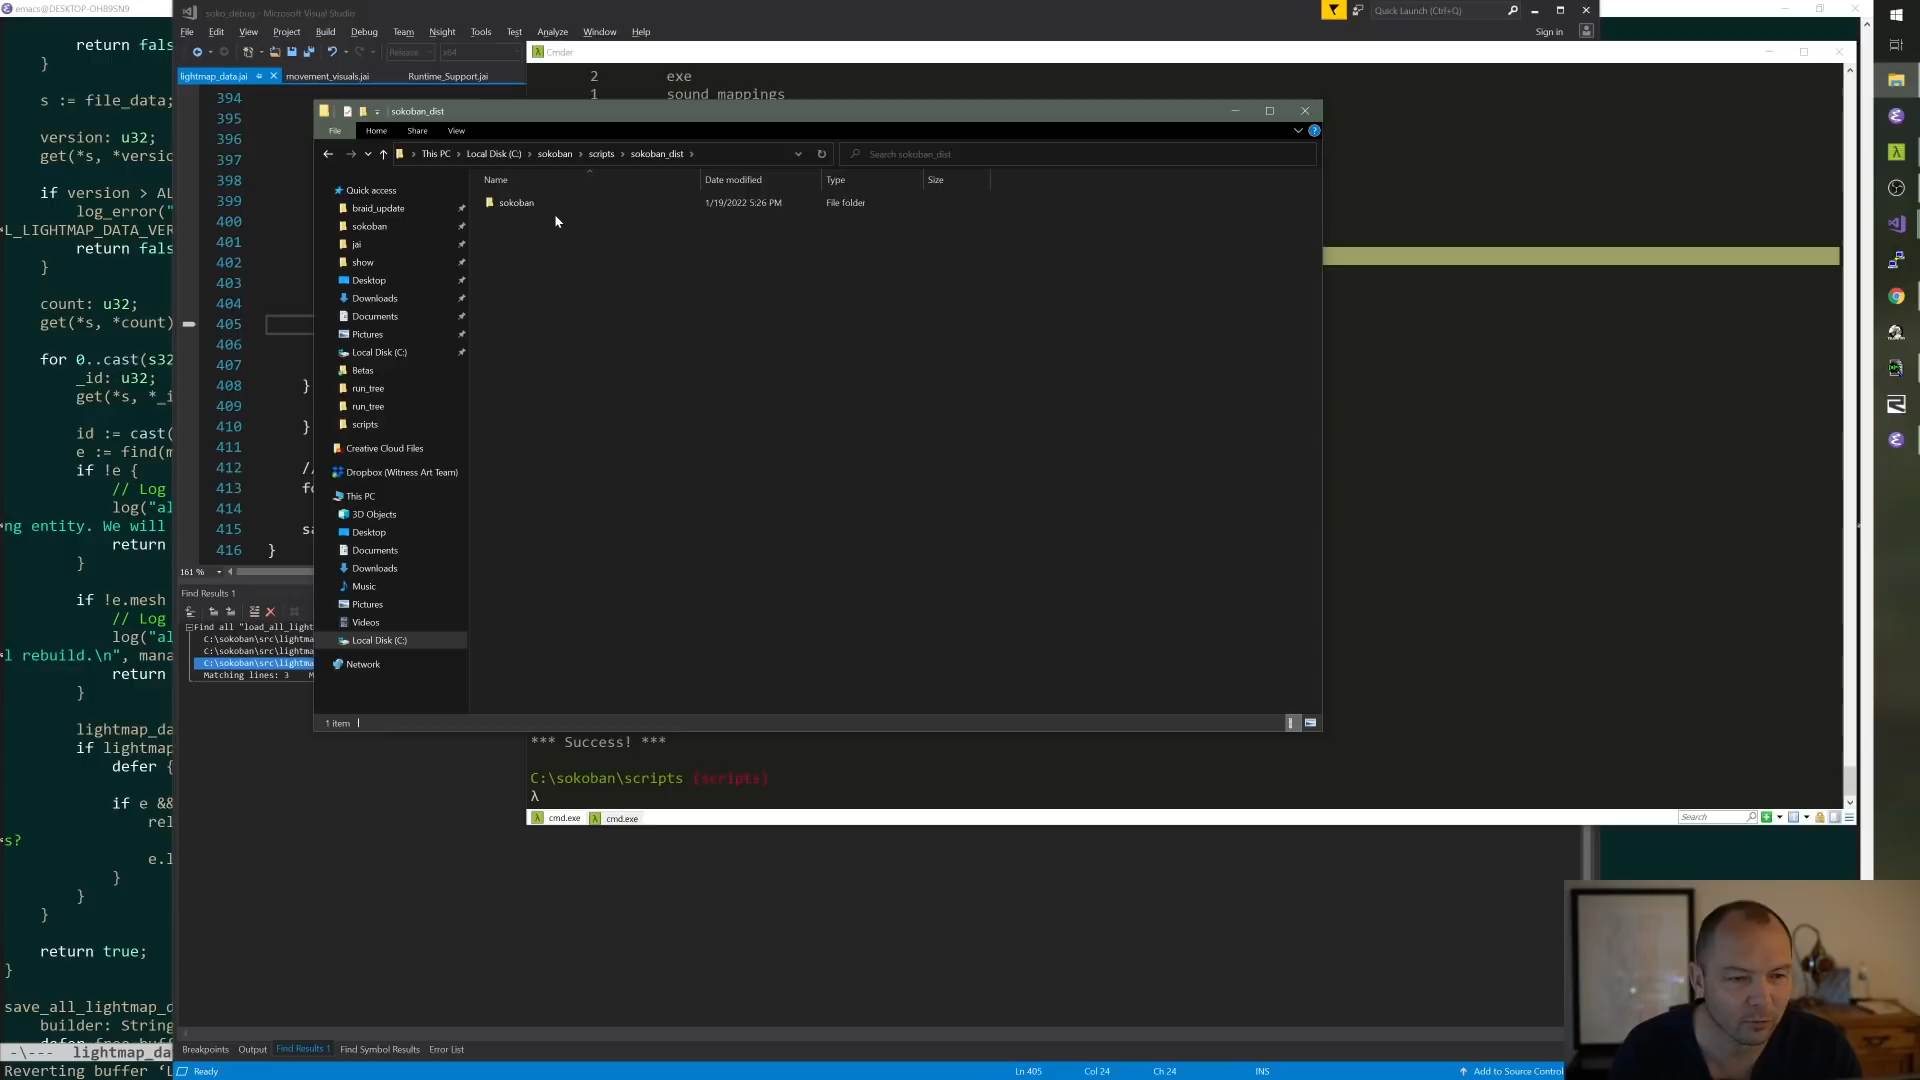 emacs@DESKTOP-OH89SN9
return fals
}
s := file_data;
version: u32;
get(*s, *versio
if version > AL
log_error("
L_LIGHTMAP_DATA_VER
return fals
}
count: u32;
get(*s, *count)
for 0..cast(s32
_id: u32;
get(*s, *_i
id := cast(
e := find(m
if !e {
// Log
log("al
ng entity. We will
return
}
if !e.mesh
// Log
log("al
l rebuild.\n", mana
return
}
lightmap_da
if lightmap
defer {
if e &&
rel
s?
e.l
}
}
}
return true;
}
save_all_lightmap_d
builder: String
defer free_buff
-\--- lightmap_da
Reverting buffer ‘L
soko_debug - Microsoft Visual Studio
Quick Launch (Ctrl+Q)
File Edit View Project Build Debug Team Nsight Tools Test Analyze Window Help
Sign in
Release x64
lightmap_data.jai movement_visuals.jai Runtime_Support.jai
394
395
396
397
398
399
400
401
402
403
404
405
406
407
408 }
409
410 }
411
412 //
413 fo
414
415 sa
416 }
161 %
Find Results 1
Find all "load_all_light
C:\sokoban\src\lightma
C:\sokoban\src\lightma
C:\sokoban\src\lightma
Matching lines: 3 M
Breakpoints Output Find Results 1 Find Symbol Results Error List
Ready Ln 405 Col 24 Ch 24 INS Add to Source Control
Cmder
2 exe
1 sound mappings
sokoban_dist
File Home Share View
This PC Local Disk (C:) sokoban scripts sokoban_dist
Search sokoban_dist
Name Date modified Type Size
sokoban 1/19/2022 5:26 PM File folder
Quick access
braid_update
sokoban
jai
show
Desktop
Downloads
Documents
Pictures
Local Disk (C:)
Betas
run_tree
run_tree
scripts
Creative Cloud Files
Dropbox (Witness Art Team)
This PC
3D Objects
Desktop
Documents
Downloads
Music
Pictures
Videos
Local Disk (C:)
Network
1 item
*** Success! ***
C:\sokoban\scripts (scripts)
λ
cmd.exe cmd.exe
Search